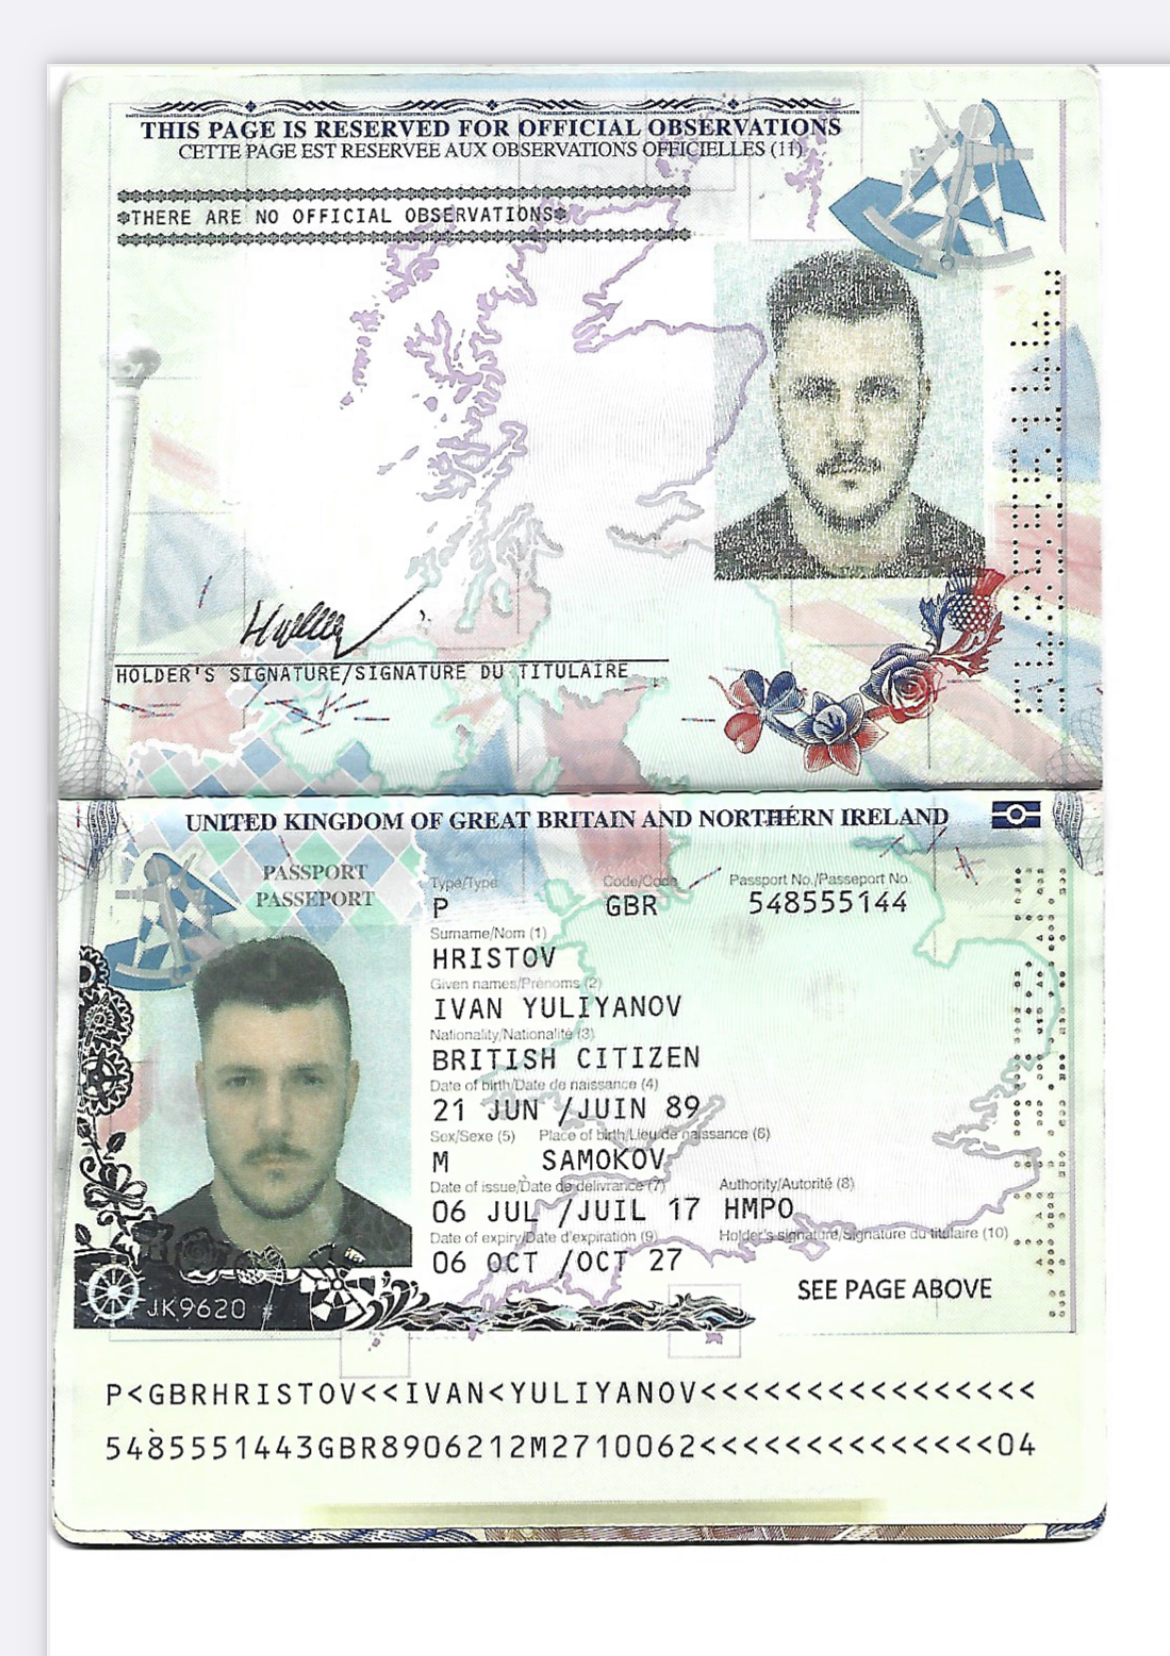 THIS PAGE IS RESERVED FOR OFFICIAL OBSERVATIONS
CETTE PAGE EST RESERVEE AUX OBSERVATIONS OFFICIELLES (11)
*THERE ARE NO OFFICIAL OBSERVATIONS*
HOLDER'S SIGNATURE/SIGNATURE DU TITULAIRE
UNITED KINGDOM OF GREAT BRITAIN AND NORTHERN IRELAND
PASSPORT
PASSEPORT
Type/Type Code/Code Passport No./Passeport No.
P GBR 548555144
Surname/Nom (1)
HRISTOV
Given names/Prénoms (2)
IVAN YULIYANOV
Nationality/Nationalité (3)
BRITISH CITIZEN
Date of birth/Date de naissance (4)
21 JUN /JUIN 89
Sex/Sexe (5) Place of birth/Lieu de naissance (6)
M SAMOKOV
Date of issue/Date de délivrance (7) Authority/Autorité (8)
06 JUL /JUIL 17 HMPO
Date of expiry/Date d'expiration (9) Holder's signature/Signature du titulaire (10)
06 OCT /OCT 27
SEE PAGE ABOVE
JK9620
P<GBRHRISTOV<<IVAN<YULIYANOV<<<<<<<<<<<<<<<<
5485551443GBR8906212M2710062<<<<<<<<<<<<<<04